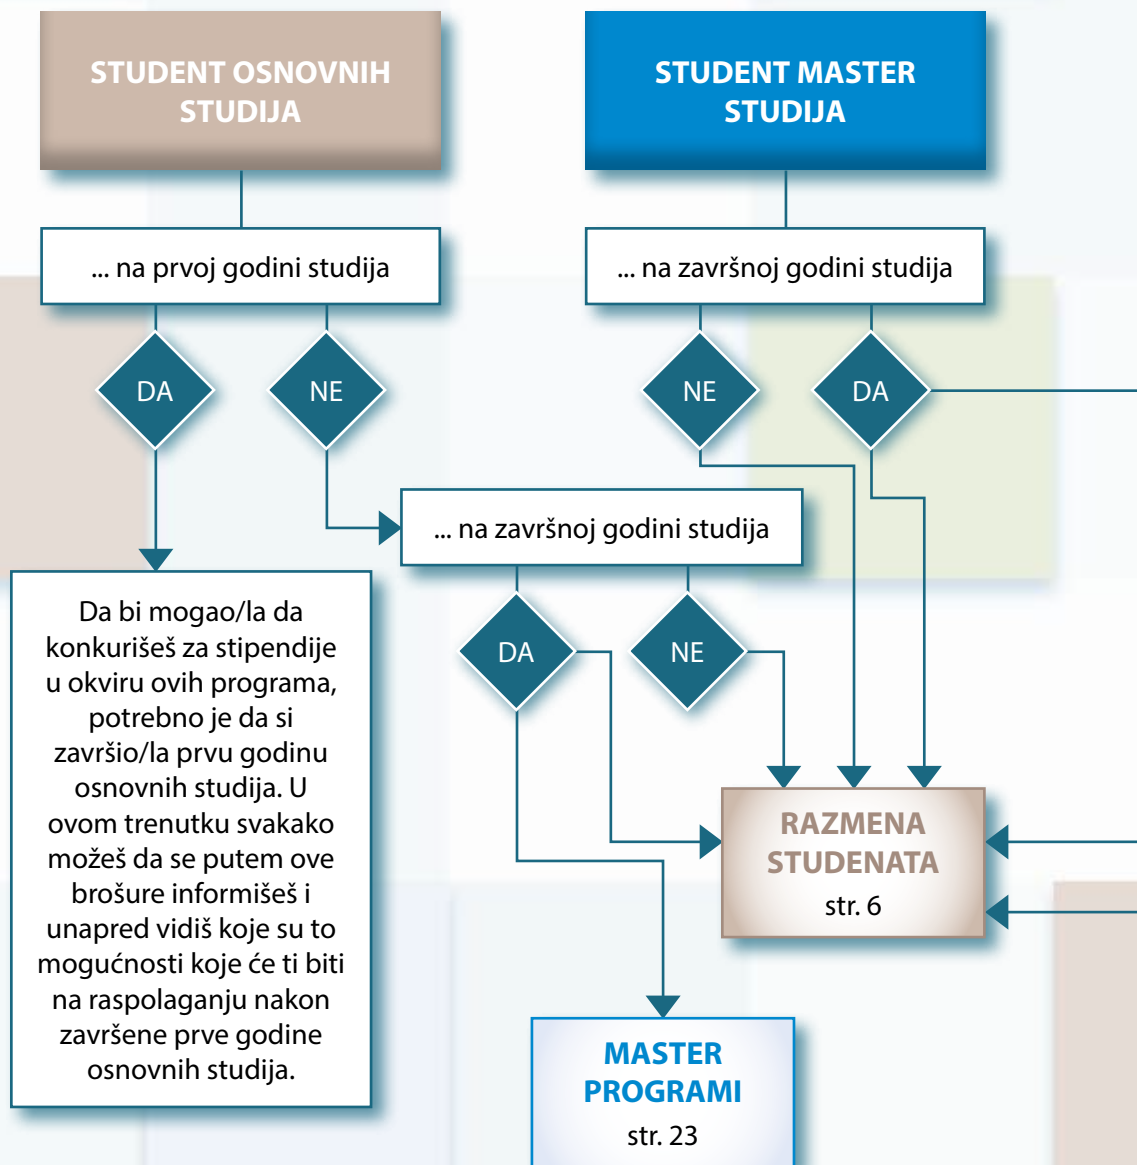 STUDENT OSNOVNIH
STUDIJA
STUDENT MASTER
STUDIJA
... na prvoj godini studija
... na završnoj godini studija
DA
NE
NE
DA
... na završnoj godini studija
DA
NE
Da bi mogao/la da
konkurišeš za stipendije
u okviru ovih programa,
potrebno je da si
završio/la prvu godinu
osnovnih studija. U
ovom trenutku svakako
možeš da se putem ove
brošure informišeš i
unapred vidiš koje su to
mogućnosti koje će ti biti
na raspolaganju nakon
završene prve godine
osnovnih studija.
RAZMENA
STUDENATA
str. 6
MASTER
PROGRAMI
str. 23